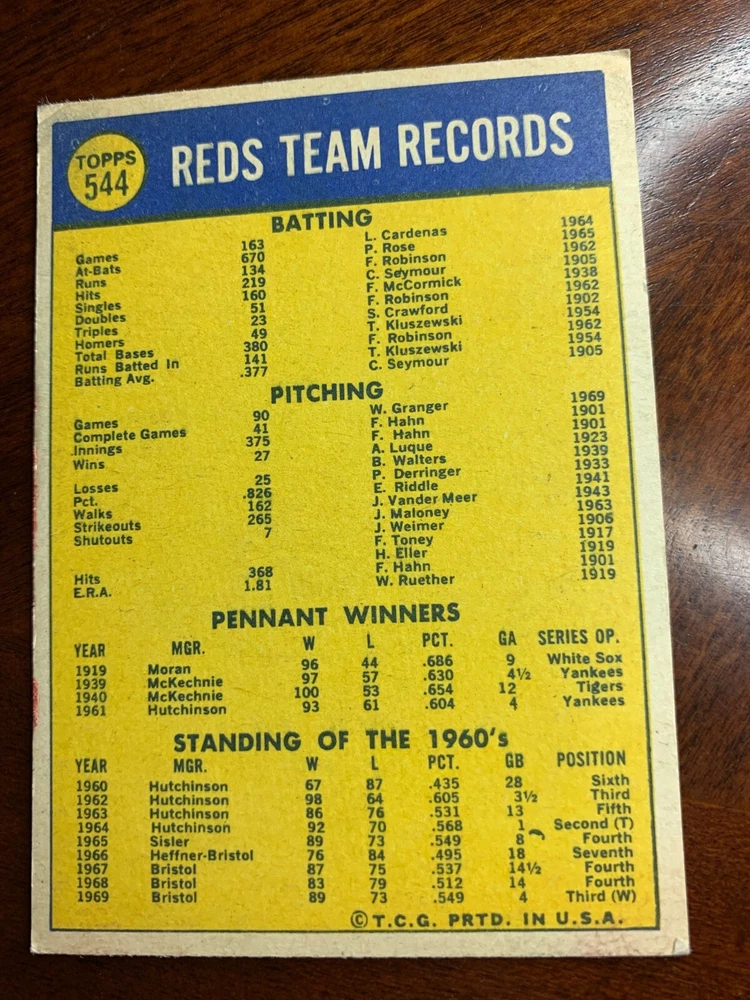 TOPPS
544
REDS TEAM RECORDS
BATTING
Games 163 L. Cardenas 1964
At-Bats 670 P. Rose 1965
Runs 134 F. Robinson 1962
Hits 219 C. Seymour 1905
Singles 160 F. McCormick 1938
Doubles 51 F. Robinson 1962
Triples 23 S. Crawford 1902
Homers 49 T. Kluszewski 1954
Total Bases 380 F. Robinson 1962
Runs Batted In 141 T. Kluszewski 1954
Batting Avg. .377 C. Seymour 1905
PITCHING
Games 90 W. Granger 1969
Complete Games 41 F. Hahn 1901
Innings 375 F. Hahn 1901
Wins 27 A. Luque 1923
B. Walters 1939
Losses 25 P. Derringer 1933
Pct. .826 E. Riddle 1941
Walks 162 J. Vander Meer 1943
Strikeouts 265 J. Maloney 1963
Shutouts 7 J. Weimer 1906
F. Toney 1917
H. Eller 1919
Hits 368 F. Hahn 1901
E.R.A. 1.81 W. Ruether 1919
PENNANT WINNERS
YEAR MGR. W L PCT. GA SERIES OP.
1919 Moran 96 44 .686 9 White Sox
1939 McKechnie 97 57 .630 4½ Yankees
1940 McKechnie 100 53 .654 12 Tigers
1961 Hutchinson 93 61 .604 4 Yankees
STANDING OF THE 1960's
YEAR MGR. W L PCT. GB POSITION
1960 Hutchinson 67 87 .435 28 Sixth
1962 Hutchinson 98 64 .605 3½ Third
1963 Hutchinson 86 76 .531 13 Fifth
1964 Hutchinson 92 70 .568 1 Second (T)
1965 Sisler 89 73 .549 8 Fourth
1966 Heffner-Bristol 76 84 .495 18 Seventh
1967 Bristol 87 75 .537 14½ Fourth
1968 Bristol 83 79 .512 14 Fourth
1969 Bristol 89 73 .549 4 Third (W)
© T.C.G. PRTD. IN U.S.A.